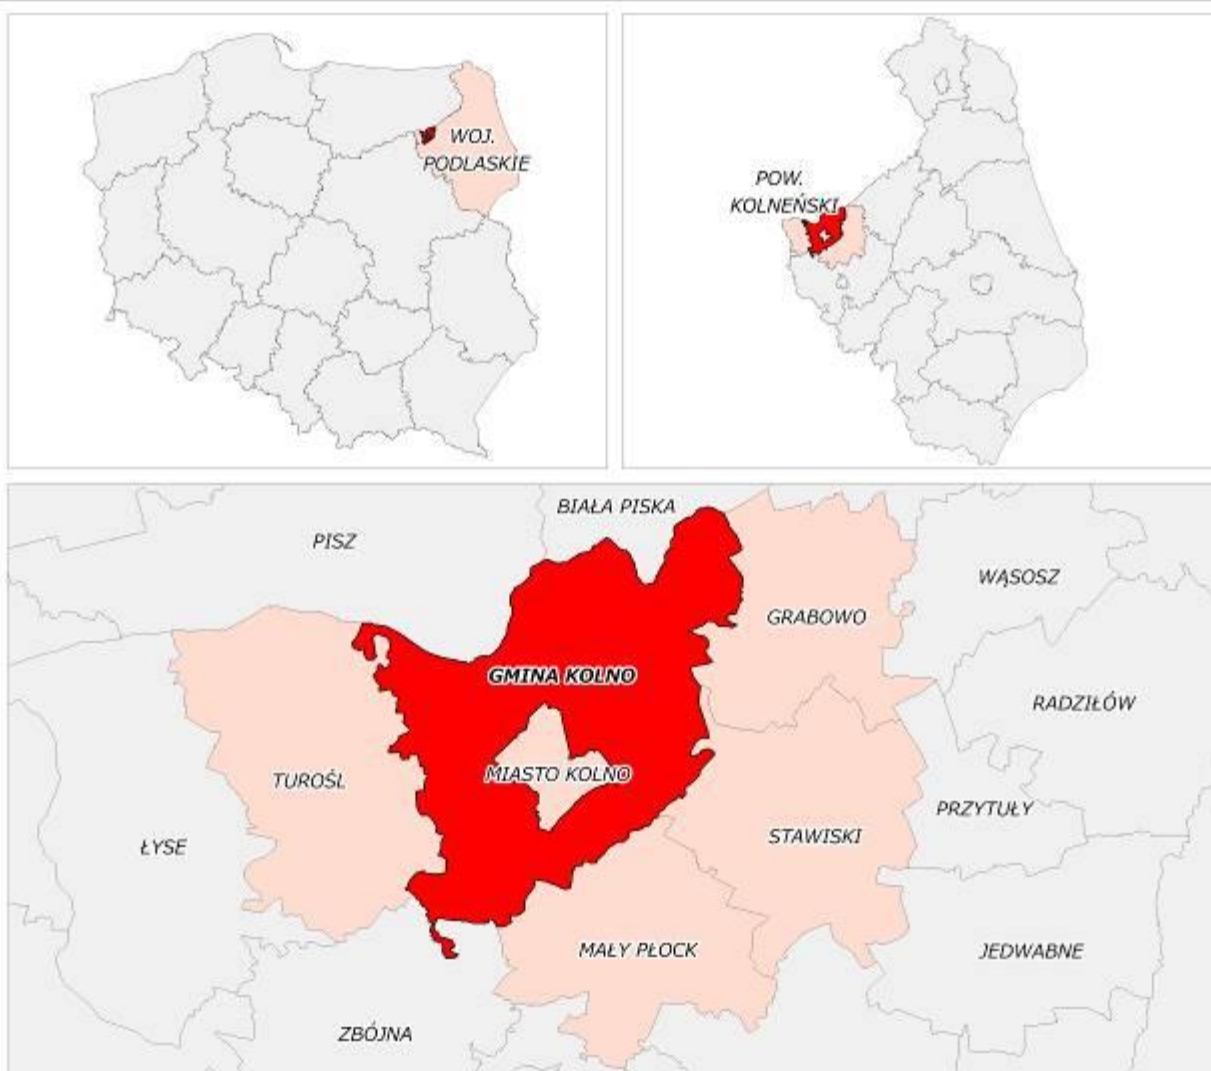 WOJ.
PODLASKIE
POW.
KOLNEŃSKI
BIAŁA PISKA
PISZ
WĄSOSZ
GRABOWO
GMINA KOLNO
RADZIŁÓW
TUROŚL
MIASTO KOLNO
PRZYTUŁY
STAWISKI
ŁYSE
MAŁY PŁOCK
JEDWABNE
ZBÓJNA